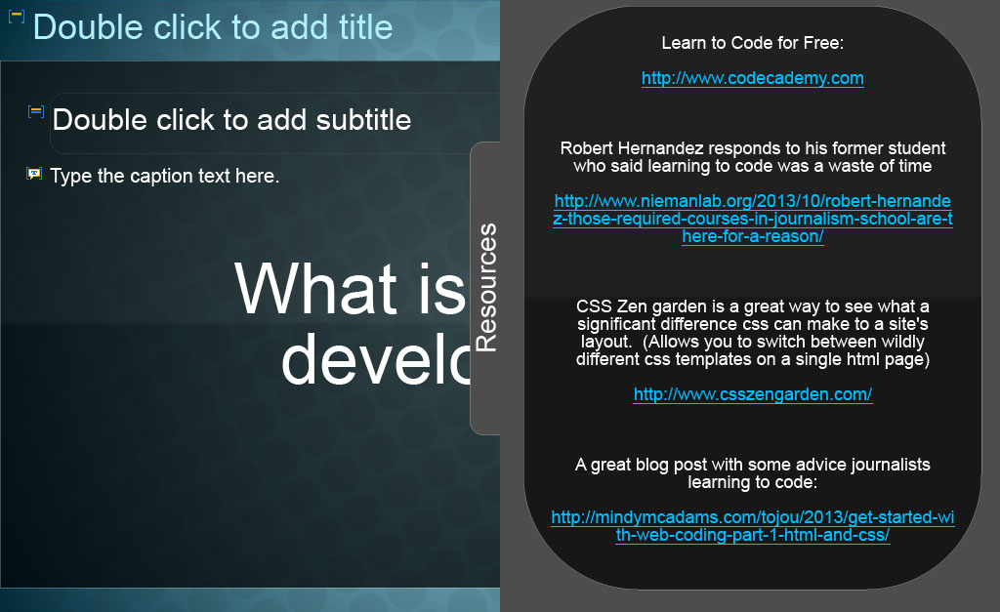 Double click to add title
Double click to add subtitle
Type the caption text here.
What is
Resources
Learn to Code for Free:
http://www.codecademy.com
Robert Hernandez responds to his former student
who said learning to code was a waste of time
http://www.niemanlab.org/2013/10/robert-hernande
z-those-required-courses-in-journalism-school-are-t
here-for-a-reason/
CSS Zen garden is a great way to see what a
significant difference css can make to a site's
layout.  (Allows you to switch between wildly
different css templates on a single html page)
http://www.csszengarden.com/
A great blog post with some advice journalists
learning to code:
http://mindymcadams.com/tojou/2013/get-started-wi
th-web-coding-part-1-html-and-css/